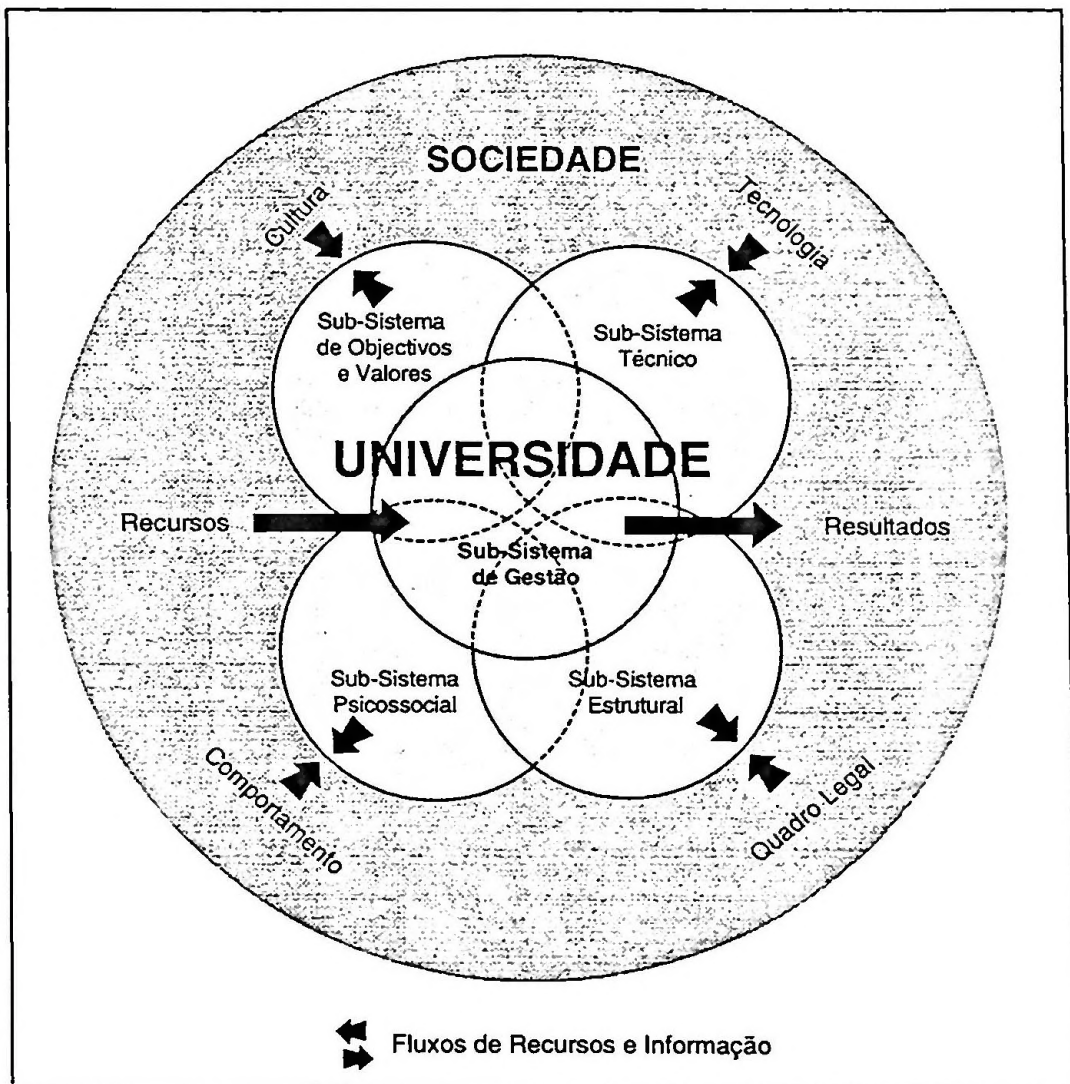 SOCIEDADE
Cultura
Tecnologia
Sub-Sistema
de Objectivos
e Valores
Sub-Sistema
Técnico
UNIVERSIDADE
Recursos
Resultados
Sub-Sistema
de Gestão
Sub-Sistema
Psicossocial
Sub-Sistema
Estrutural
Comportamento
Quadro Legal
Fluxos de Recursos e Informação